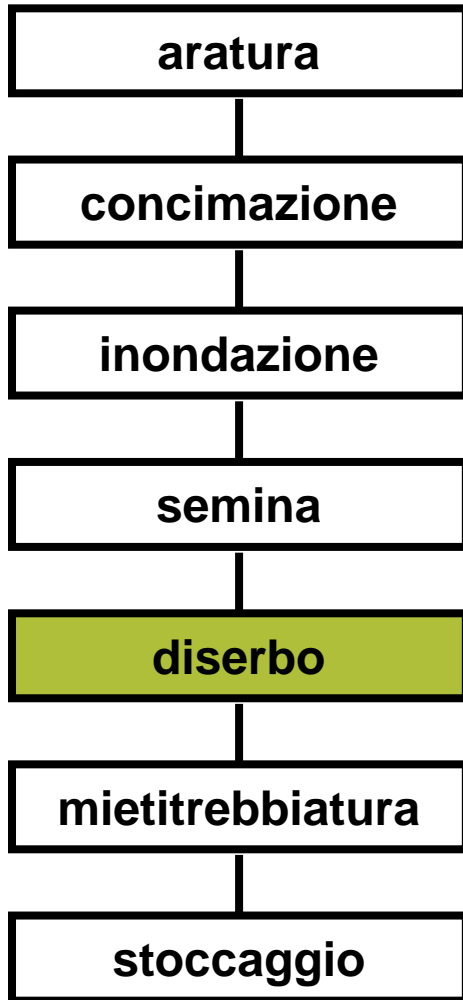 aratura
concimazione
inondazione
semina
diserbo
mietitrebbiatura
stoccaggio